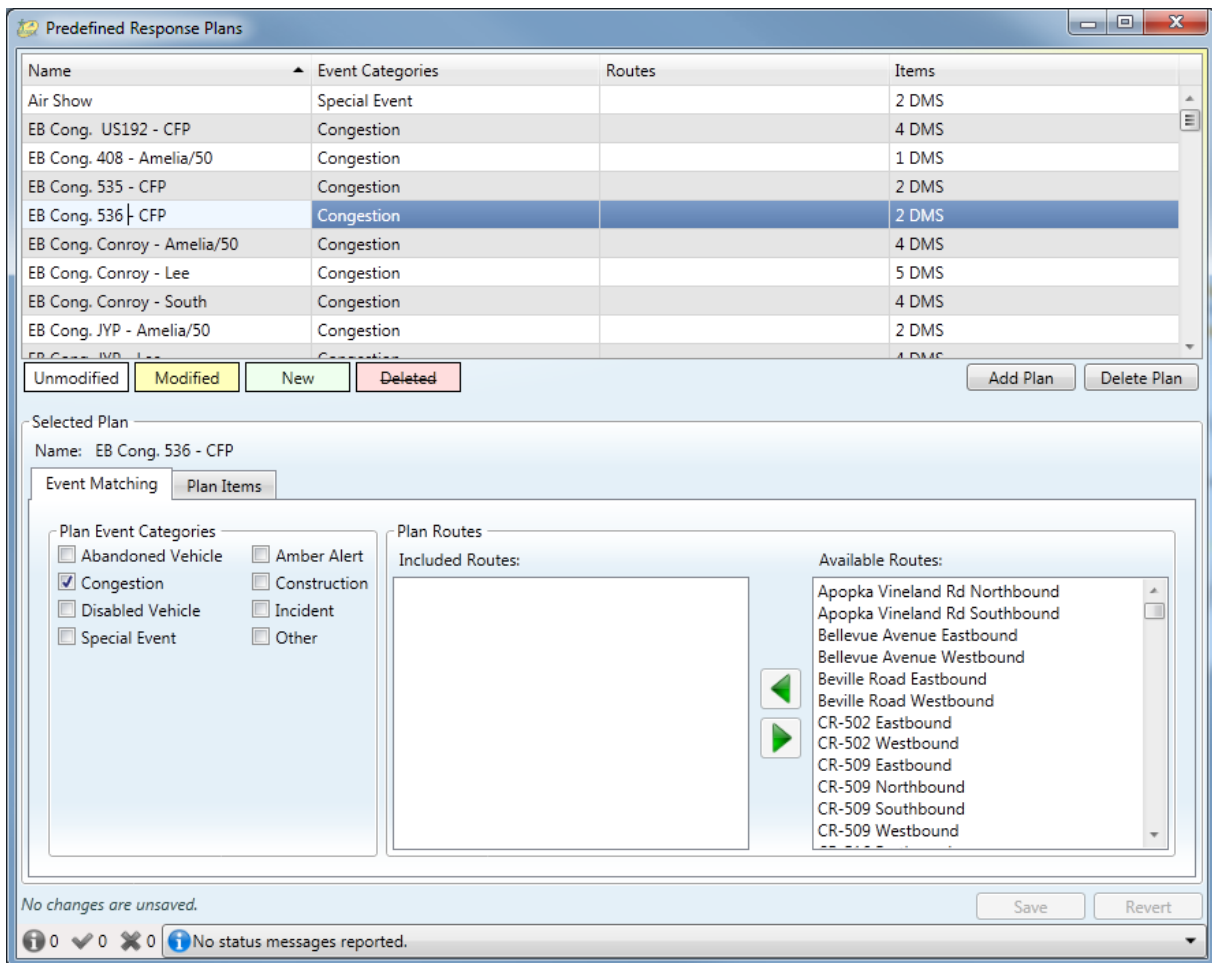 Predefined Response Plans
Name Event Categories Routes Items
Air Show Special Event 2 DMS
EB Cong.  US192 - CFP Congestion 4 DMS
EB Cong. 408 - Amelia/50 Congestion 1 DMS
EB Cong. 535 - CFP Congestion 2 DMS
EB Cong. 536 - CFP Congestion 2 DMS
EB Cong. Conroy - Amelia/50 Congestion 4 DMS
EB Cong. Conroy - Lee Congestion 5 DMS
EB Cong. Conroy - South Congestion 4 DMS
EB Cong. JYP - Amelia/50 Congestion 2 DMS
EB Cong. JYP - Lee Congestion 4 DMS
Unmodified Modified New Deleted Add Plan Delete Plan
Selected Plan
Name: EB Cong. 536 - CFP
Event Matching Plan Items
Plan Event Categories Plan Routes
Abandoned Vehicle Amber Alert Included Routes: Available Routes:
Congestion Construction
Disabled Vehicle Incident
Special Event Other
Apopka Vineland Rd Northbound
Apopka Vineland Rd Southbound
Bellevue Avenue Eastbound
Bellevue Avenue Westbound
Beville Road Eastbound
Beville Road Westbound
CR-502 Eastbound
CR-502 Westbound
CR-509 Eastbound
CR-509 Northbound
CR-509 Southbound
CR-509 Westbound
No changes are unsaved. Save Revert
0 0 0 No status messages reported.